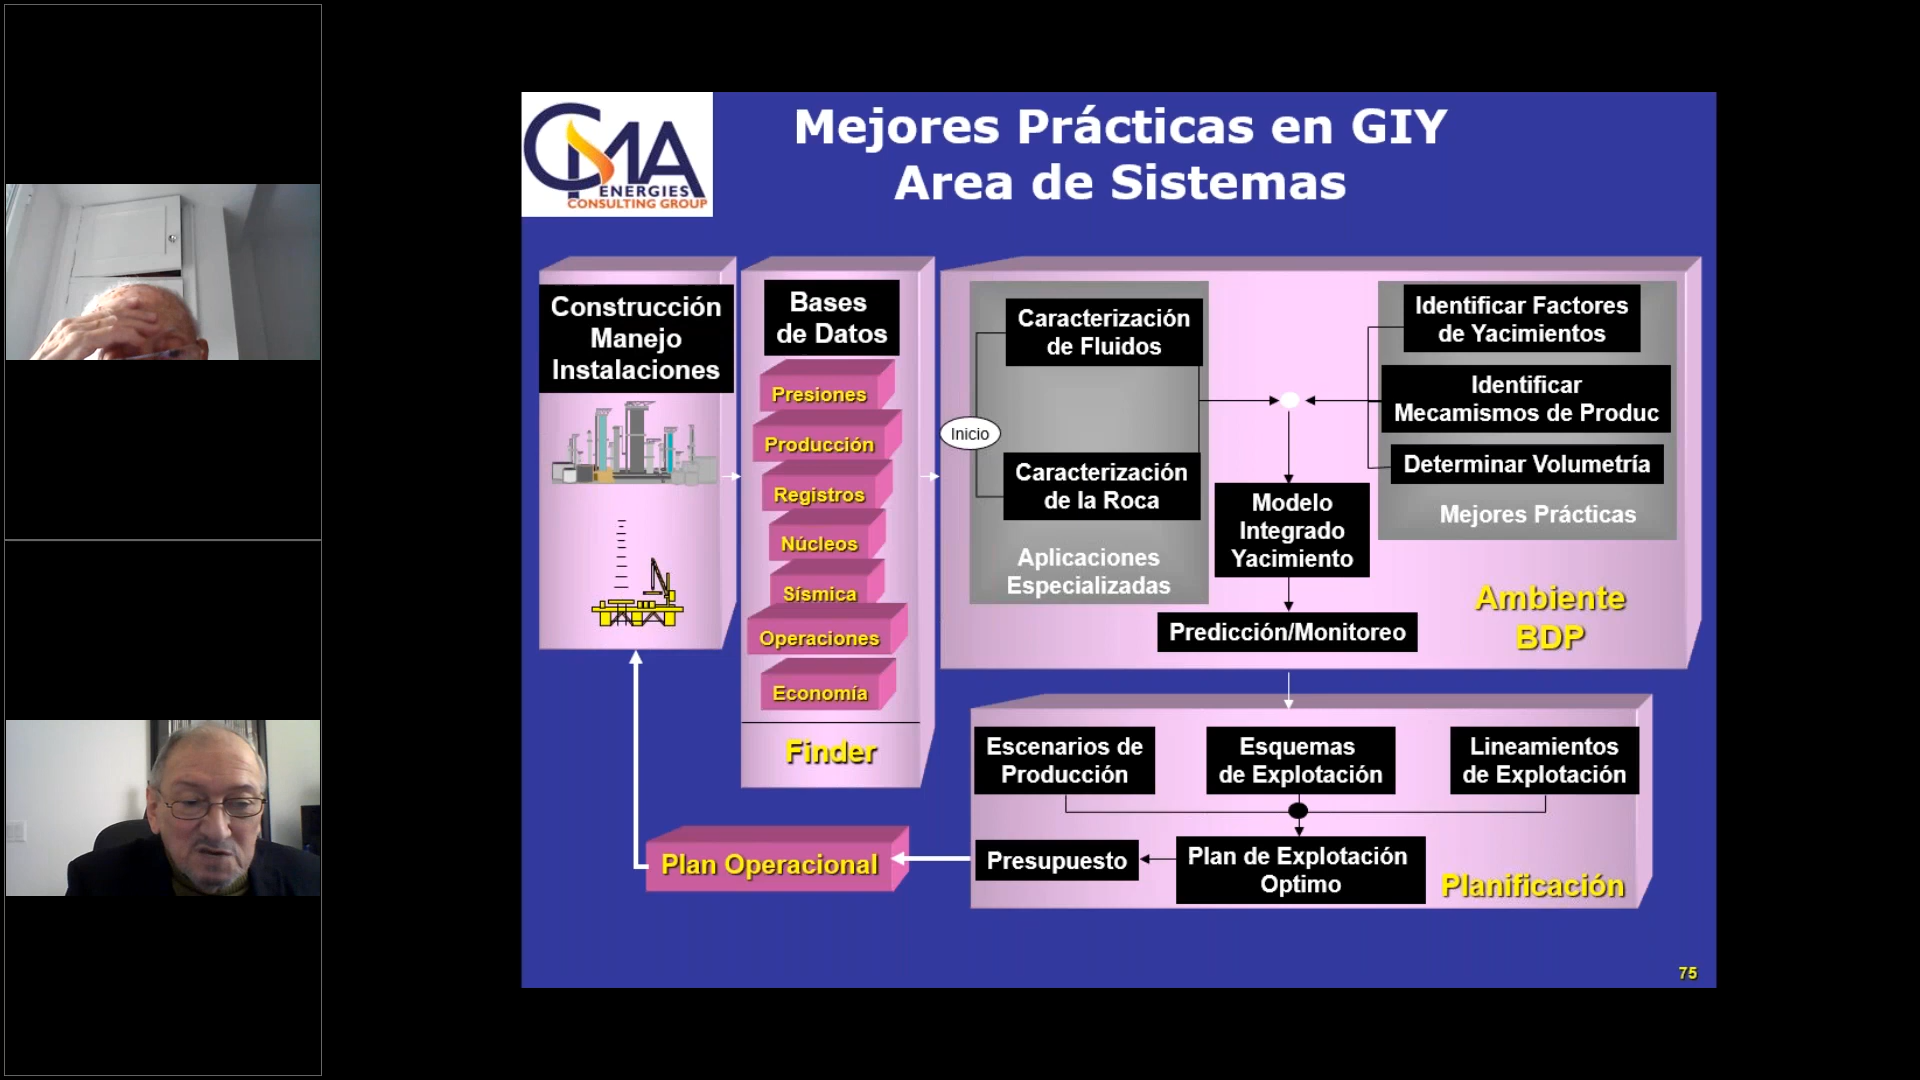 CMA
ENERGIES
CONSULTING GROUP
Mejores Prácticas en GIY
Area de Sistemas
Construcción
Manejo
Instalaciones
Bases
de Datos
Presiones
Producción
Registros
Núcleos
Sísmica
Operaciones
Economía
Finder
Inicio
Caracterización
de Fluidos
Caracterización
de la Roca
Aplicaciones
Especializadas
Identificar Factores
de Yacimientos
Identificar
Mecamismos de Produc
Determinar Volumetría
Mejores Prácticas
Modelo
Integrado
Yacimiento
Predicción/Monitoreo
Ambiente
BDP
Escenarios de
Producción
Esquemas
de Explotación
Lineamientos
de Explotación
Plan de Explotación
Optimo
Presupuesto
Planificación
Plan Operacional
75